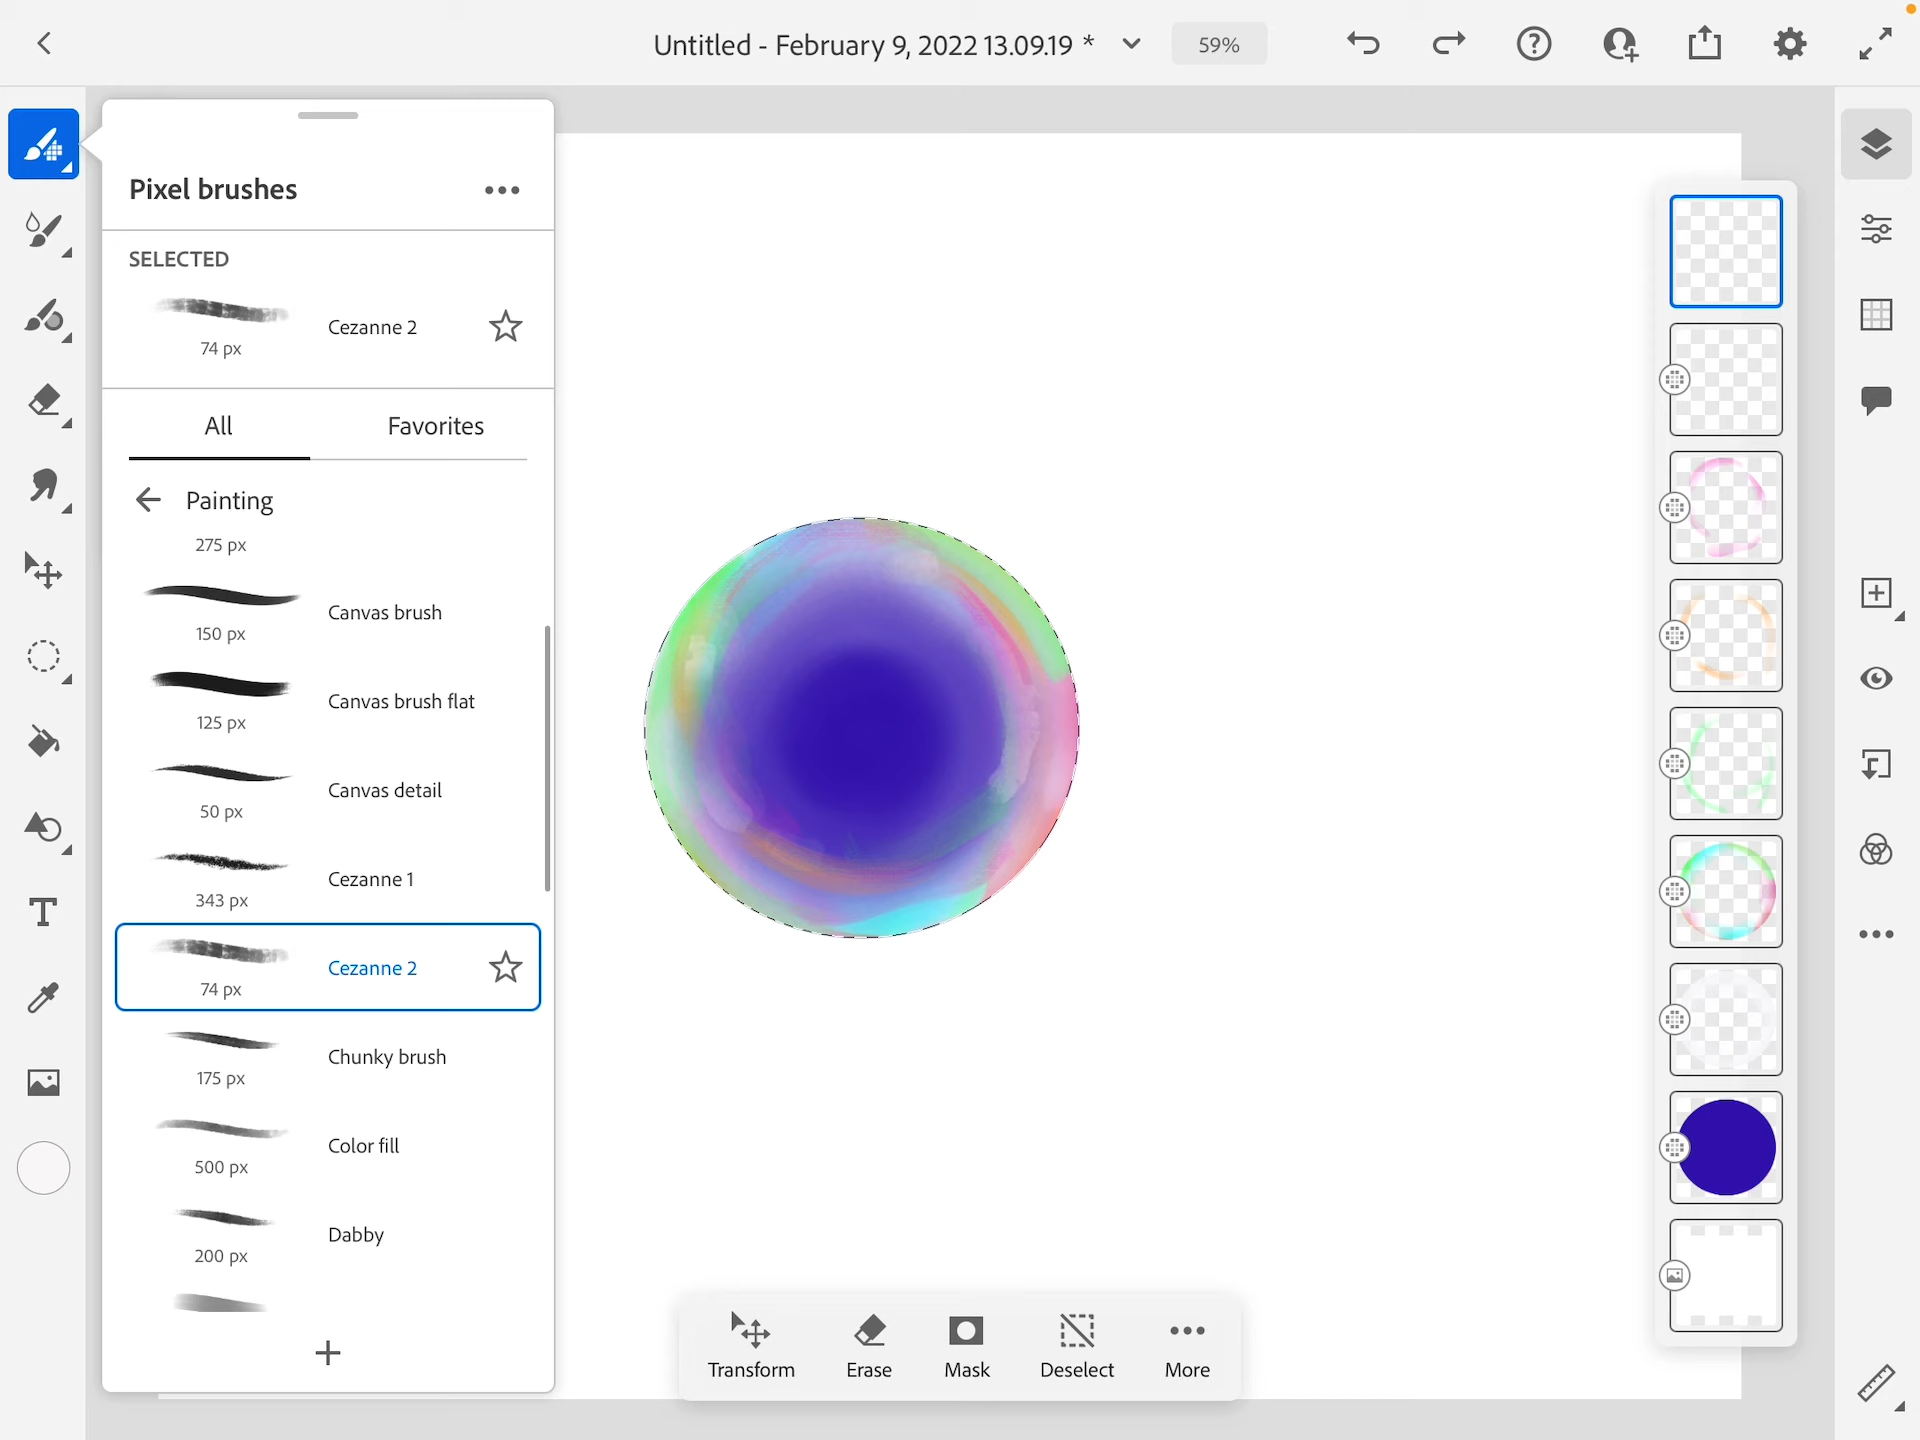 Untitled - February 9, 2022 13.09.19 *
59%
Pixel brushes
SELECTED
Cezanne 2
74 px
All
Favorites
Painting
275 px
Canvas brush
150 px
Canvas brush flat
125 px
Canvas detail
50 px
Cezanne 1
343 px
Cezanne 2
74 px
Chunky brush
175 px
Color fill
500 px
Dabby
200 px
Transform
Erase
Mask
Deselect
More